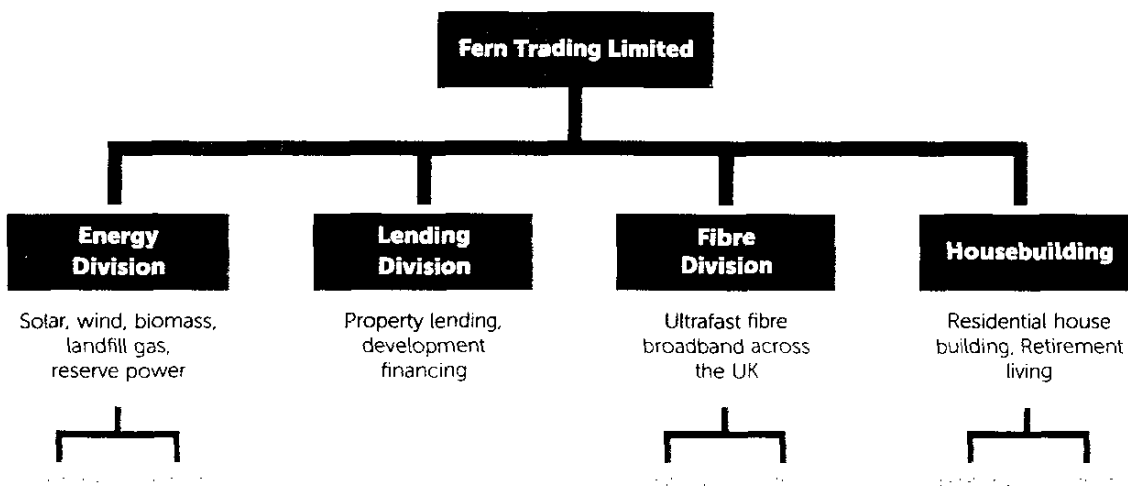 Fern Trading Limited
Energy
Division
Lending
Division
Fibre
Division
Housebuilding
Solar, wind, biomass,
landfill gas,
reserve power
Property lending,
development
financing
Ultrafast fibre
broadband across
the UK
Residential house
building, Retirement
living